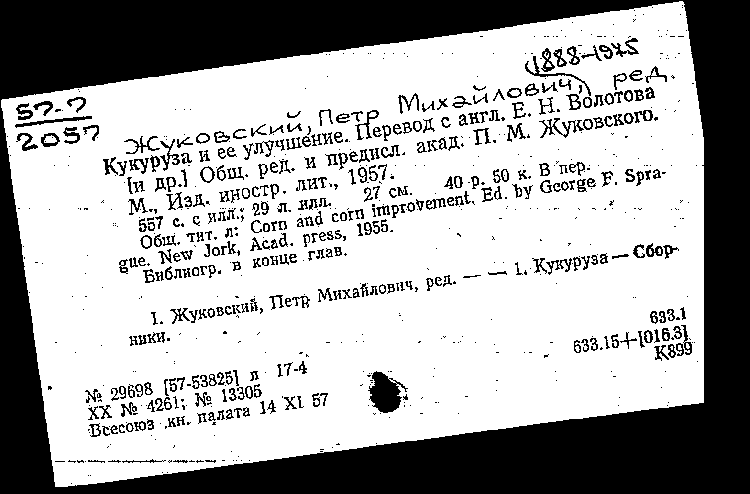 57-7
2057
1888-1975
Жуковский, Петр Михайлович, ред.
Кукуруза и ее улучшение. Перевод с англ. Е. Н. Волотова
[и др.] Общ. ред. и предисл. акад. П. М. Жуковского.
М., Изд. иностр. лит., 1957.
557 с. с илл.; 29 л. илл. 27 см. 40 р. 50 к. В пер.
Общ. тит. л: Corn and corn improvement. Ed. by George F. Spra-
gue. New Jork, Acad. press, 1955.
Библиогр. в конце глав.
I. Жуковский, Петр Михайлович, ред. — — 1. Кукуруза — Сбор-
ники.
633.1
633.15+[016.3]
К899
№ 29698 [57-53825] п 17-4
XX № 4261; № 13305
Всесоюз .кн. палата 14 XI 57